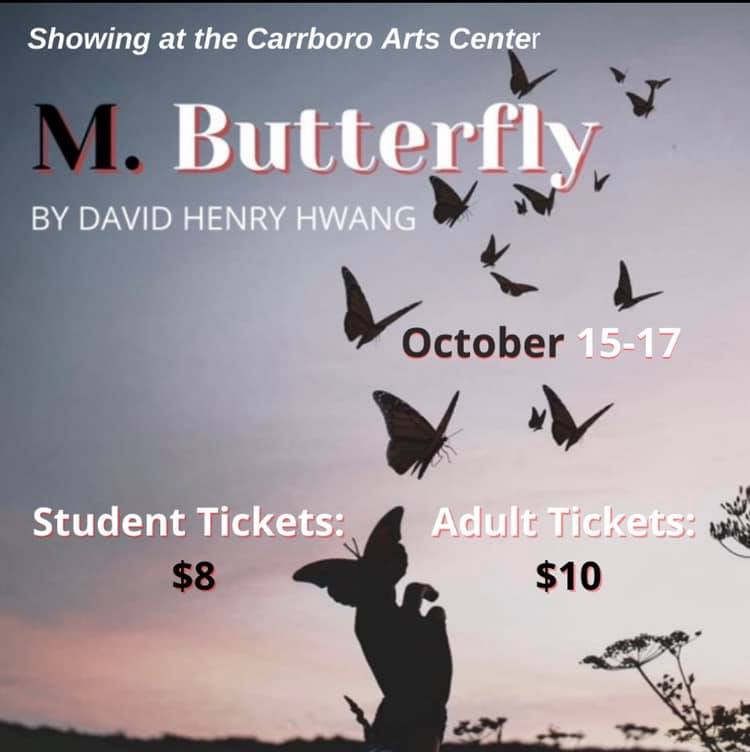 Showing at the Carrboro Arts Center
M. Butterfly
BY DAVID HENRY HWANG
October 15-17
Student Tickets:
$8
Adult Tickets:
$10